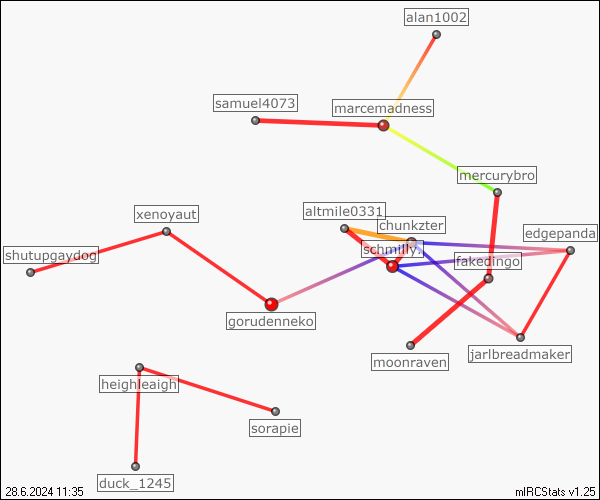 alan1002
samuel4073
marcemadness
mercurybro
altmile0331
xenoyaut
chunkzter
edgepanda
schmilly.
shutupgaydog
fakedingo
gorudenneko
jarlbreadmaker
moonraven
heighleaigh
sorapie
duck_1245
28.6.2024 11:35
mIRCStats v1.25